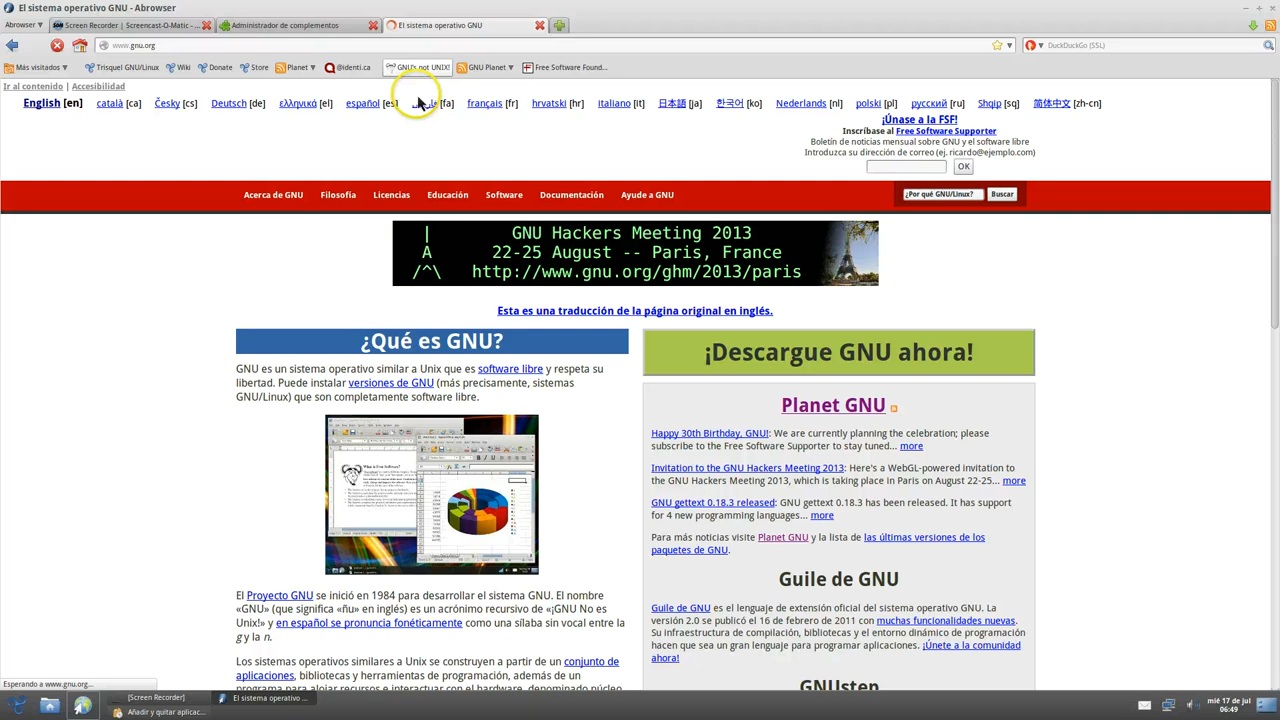 El sistema operativo GNU - Abrowser
Abrowser
Screen Recorder | Screencast-O-Matic - ...
Administrador de complementos
El sistema operativo GNU
www.gnu.org
DuckDuckGo (SSL)
Más visitados
Trisquel GNU/Linux
Wiki
Donate
Store
Planet
@identi.ca
GNU's not UNIX!
GNU Planet
Free Software Found...
Ir al contenido | Accesibilidad
English [en] català [ca] Česky [cs] Deutsch [de] ελληνικά [el] español [es] [fa] français [fr] hrvatski [hr] italiano [it] 日本語 [ja] 한국어 [ko] Nederlands [nl] polski [pl] русский [ru] Shqip [sq] 简体中文 [zh-cn]
¡Únase a la FSF!
Inscríbase al Free Software Supporter
Boletín de noticias mensual sobre GNU y el software libre
Introduzca su dirección de correo (ej. ricardo@ejemplo.com)
OK
Acerca de GNU
Filosofía
Licencias
Educación
Software
Documentación
Ayude a GNU
¿Por qué GNU/Linux?
Buscar
| GNU Hackers Meeting 2013
A 22-25 August -- Paris, France
/^\ http://www.gnu.org/ghm/2013/paris
Esta es una traducción de la página original en inglés.
¿Qué es GNU?
GNU es un sistema operativo similar a Unix que es software libre y respeta su
libertad. Puede instalar versiones de GNU (más precisamente, sistemas
GNU/Linux) que son completamente software libre.
El Proyecto GNU se inició en 1984 para desarrollar el sistema GNU. El nombre
«GNU» (que significa «ñu» en inglés) es un acrónimo recursivo de «¡GNU No es
Unix!» y en español se pronuncia fonéticamente como una sílaba sin vocal entre la
g y la n.
Los sistemas operativos similares a Unix se construyen a partir de un conjunto de
aplicaciones, bibliotecas y herramientas de programación, además de un
programa para alojar recursos e interactuar con el hardware, denominado núcleo
¡Descargue GNU ahora!
Planet GNU
Happy 30th Birthday, GNU!: We are currently planning the celebration; please
subscribe to the Free Software Supporter to stay tuned... more
Invitation to the GNU Hackers Meeting 2013: Here's a WebGL-powered invitation to
the GNU Hackers Meeting 2013, which is taking place in Paris on August 22-25... more
GNU gettext 0.18.3 released: GNU gettext 0.18.3 has been released. It has support
for 4 new programming languages... more
Para más noticias visite Planet GNU y la lista de las últimas versiones de los
paquetes de GNU.
Guile de GNU
Guile de GNU es el lenguaje de extensión oficial del sistema operativo GNU. La
versión 2.0 se publicó el 16 de febrero de 2011 con muchas funcionalidades nuevas.
Su infraestructura de compilación, bibliotecas y el entorno dinámico de programación
hacen que sea un gran lenguaje para programar aplicaciones. ¡Únete a la comunidad
ahora!
GNUstep
Esperando a www.gnu.org...
[Screen Recorder]
El sistema operativo ...
Añadir y quitar aplicac...
mié 17 de jul
06:49